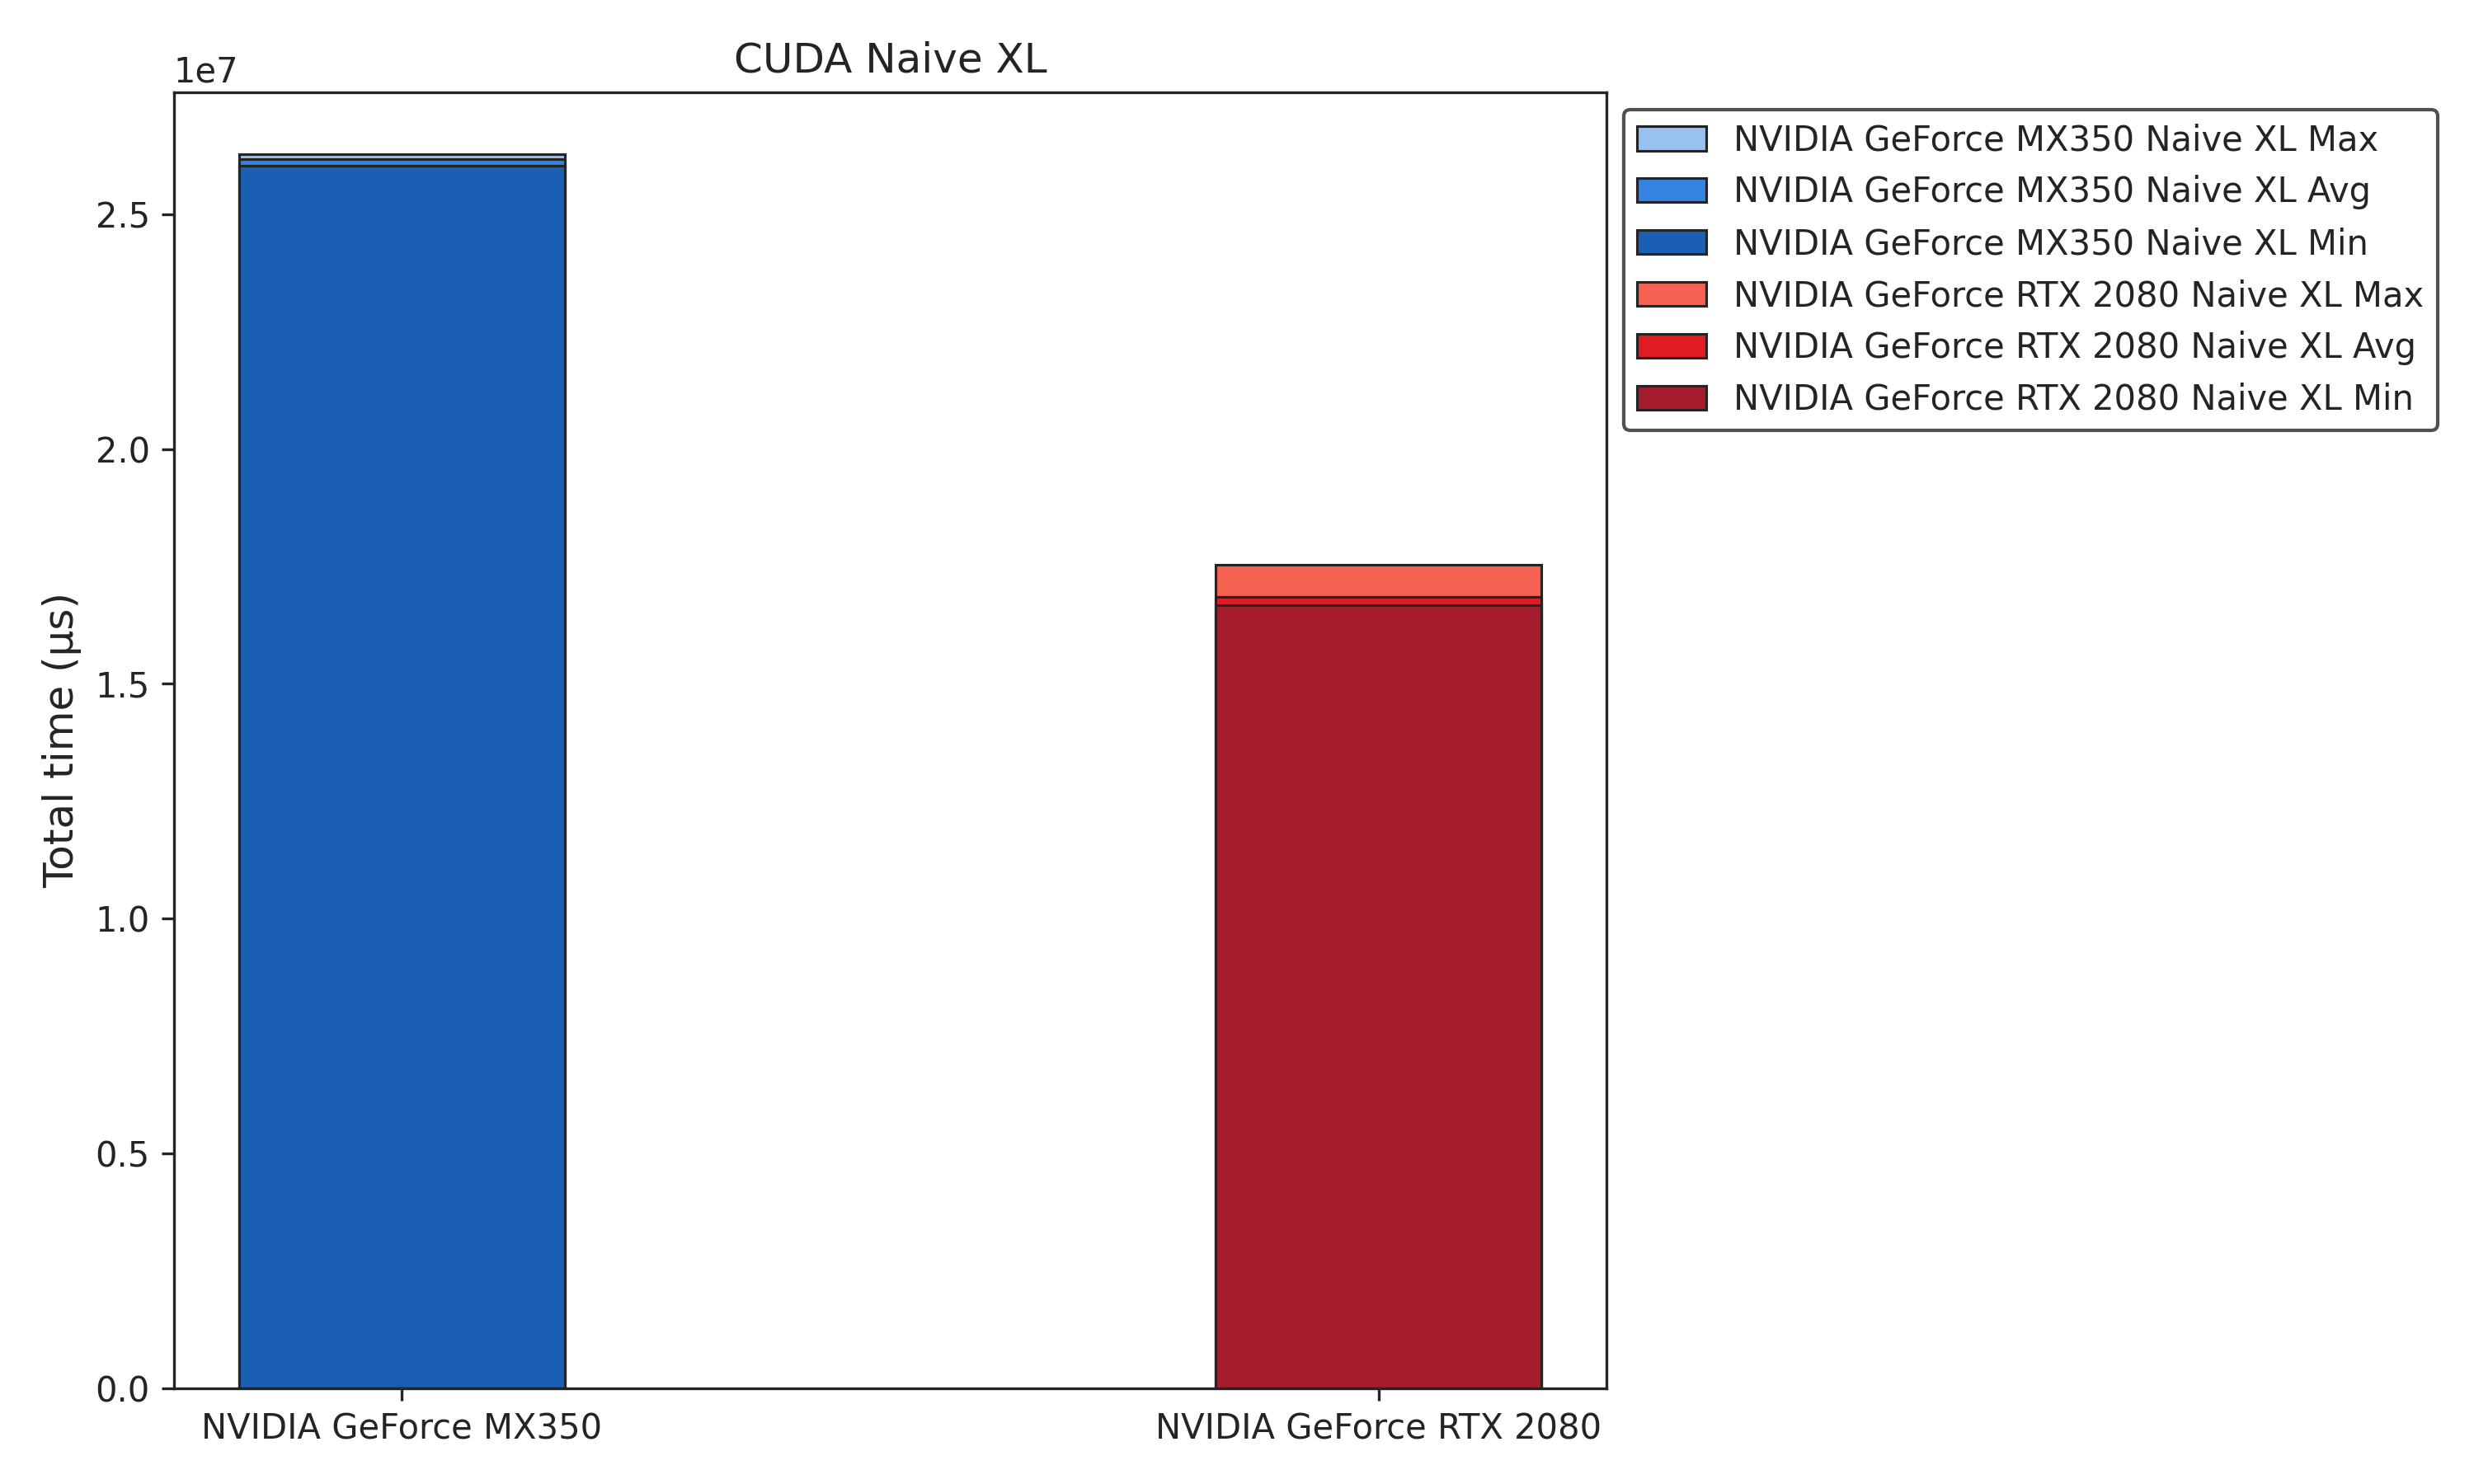 CUDA Naive XL
1e7
2.5
2.0
1.5
1.0
0.5
0.0
Total time (µs)
NVIDIA GeForce MX350
NVIDIA GeForce RTX 2080
NVIDIA GeForce MX350 Naive XL Max
NVIDIA GeForce MX350 Naive XL Avg
NVIDIA GeForce MX350 Naive XL Min
NVIDIA GeForce RTX 2080 Naive XL Max
NVIDIA GeForce RTX 2080 Naive XL Avg
NVIDIA GeForce RTX 2080 Naive XL Min